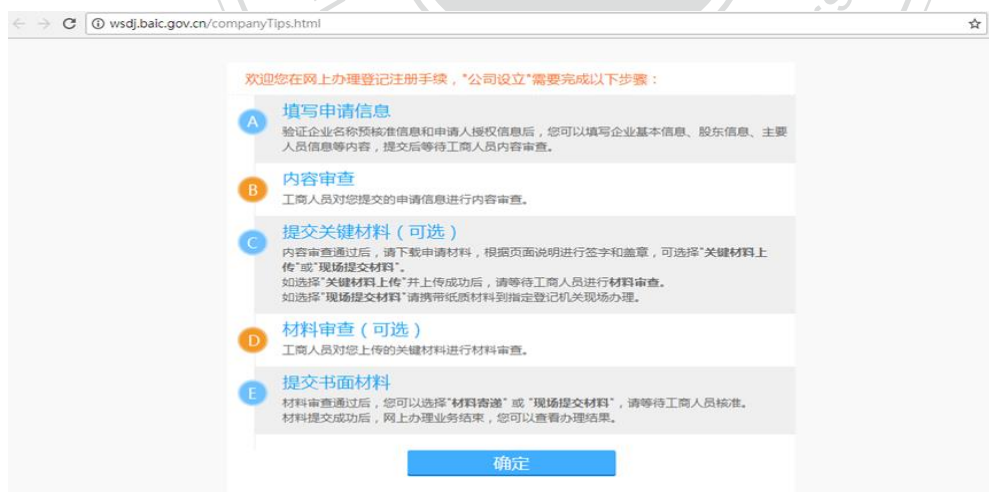 wsdj.baic.gov.cn/companyTips.html
欢迎您在网上办理登记注册手续，"公司设立"需要完成以下步骤：
A
填写申请信息
验证企业名称预核准信息和申请人授权信息后，您可以填写企业基本信息、股东信息、主要
人员信息等内容，提交后等待工商人员内容审查。
B
内容审查
工商人员对您提交的申请信息进行内容审查。
C
提交关键材料（可选）
内容审查通过后，请下载申请材料，根据页面说明进行签字和盖章，可选择"关键材料上
传"或"现场提交材料"。
如选择"关键材料上传"并上传成功后，请等待工商人员进行材料审查。
如选择"现场提交材料"请携带纸质材料到指定登记机关现场办理。
D
材料审查（可选）
工商人员对您上传的关键材料进行材料审查。
E
提交书面材料
材料审查通过后，您可以选择"材料寄递" 或 "现场提交材料"，请等待工商人员核准。
材料提交成功后，网上办理业务结束，您可以查看办理结果。
确定